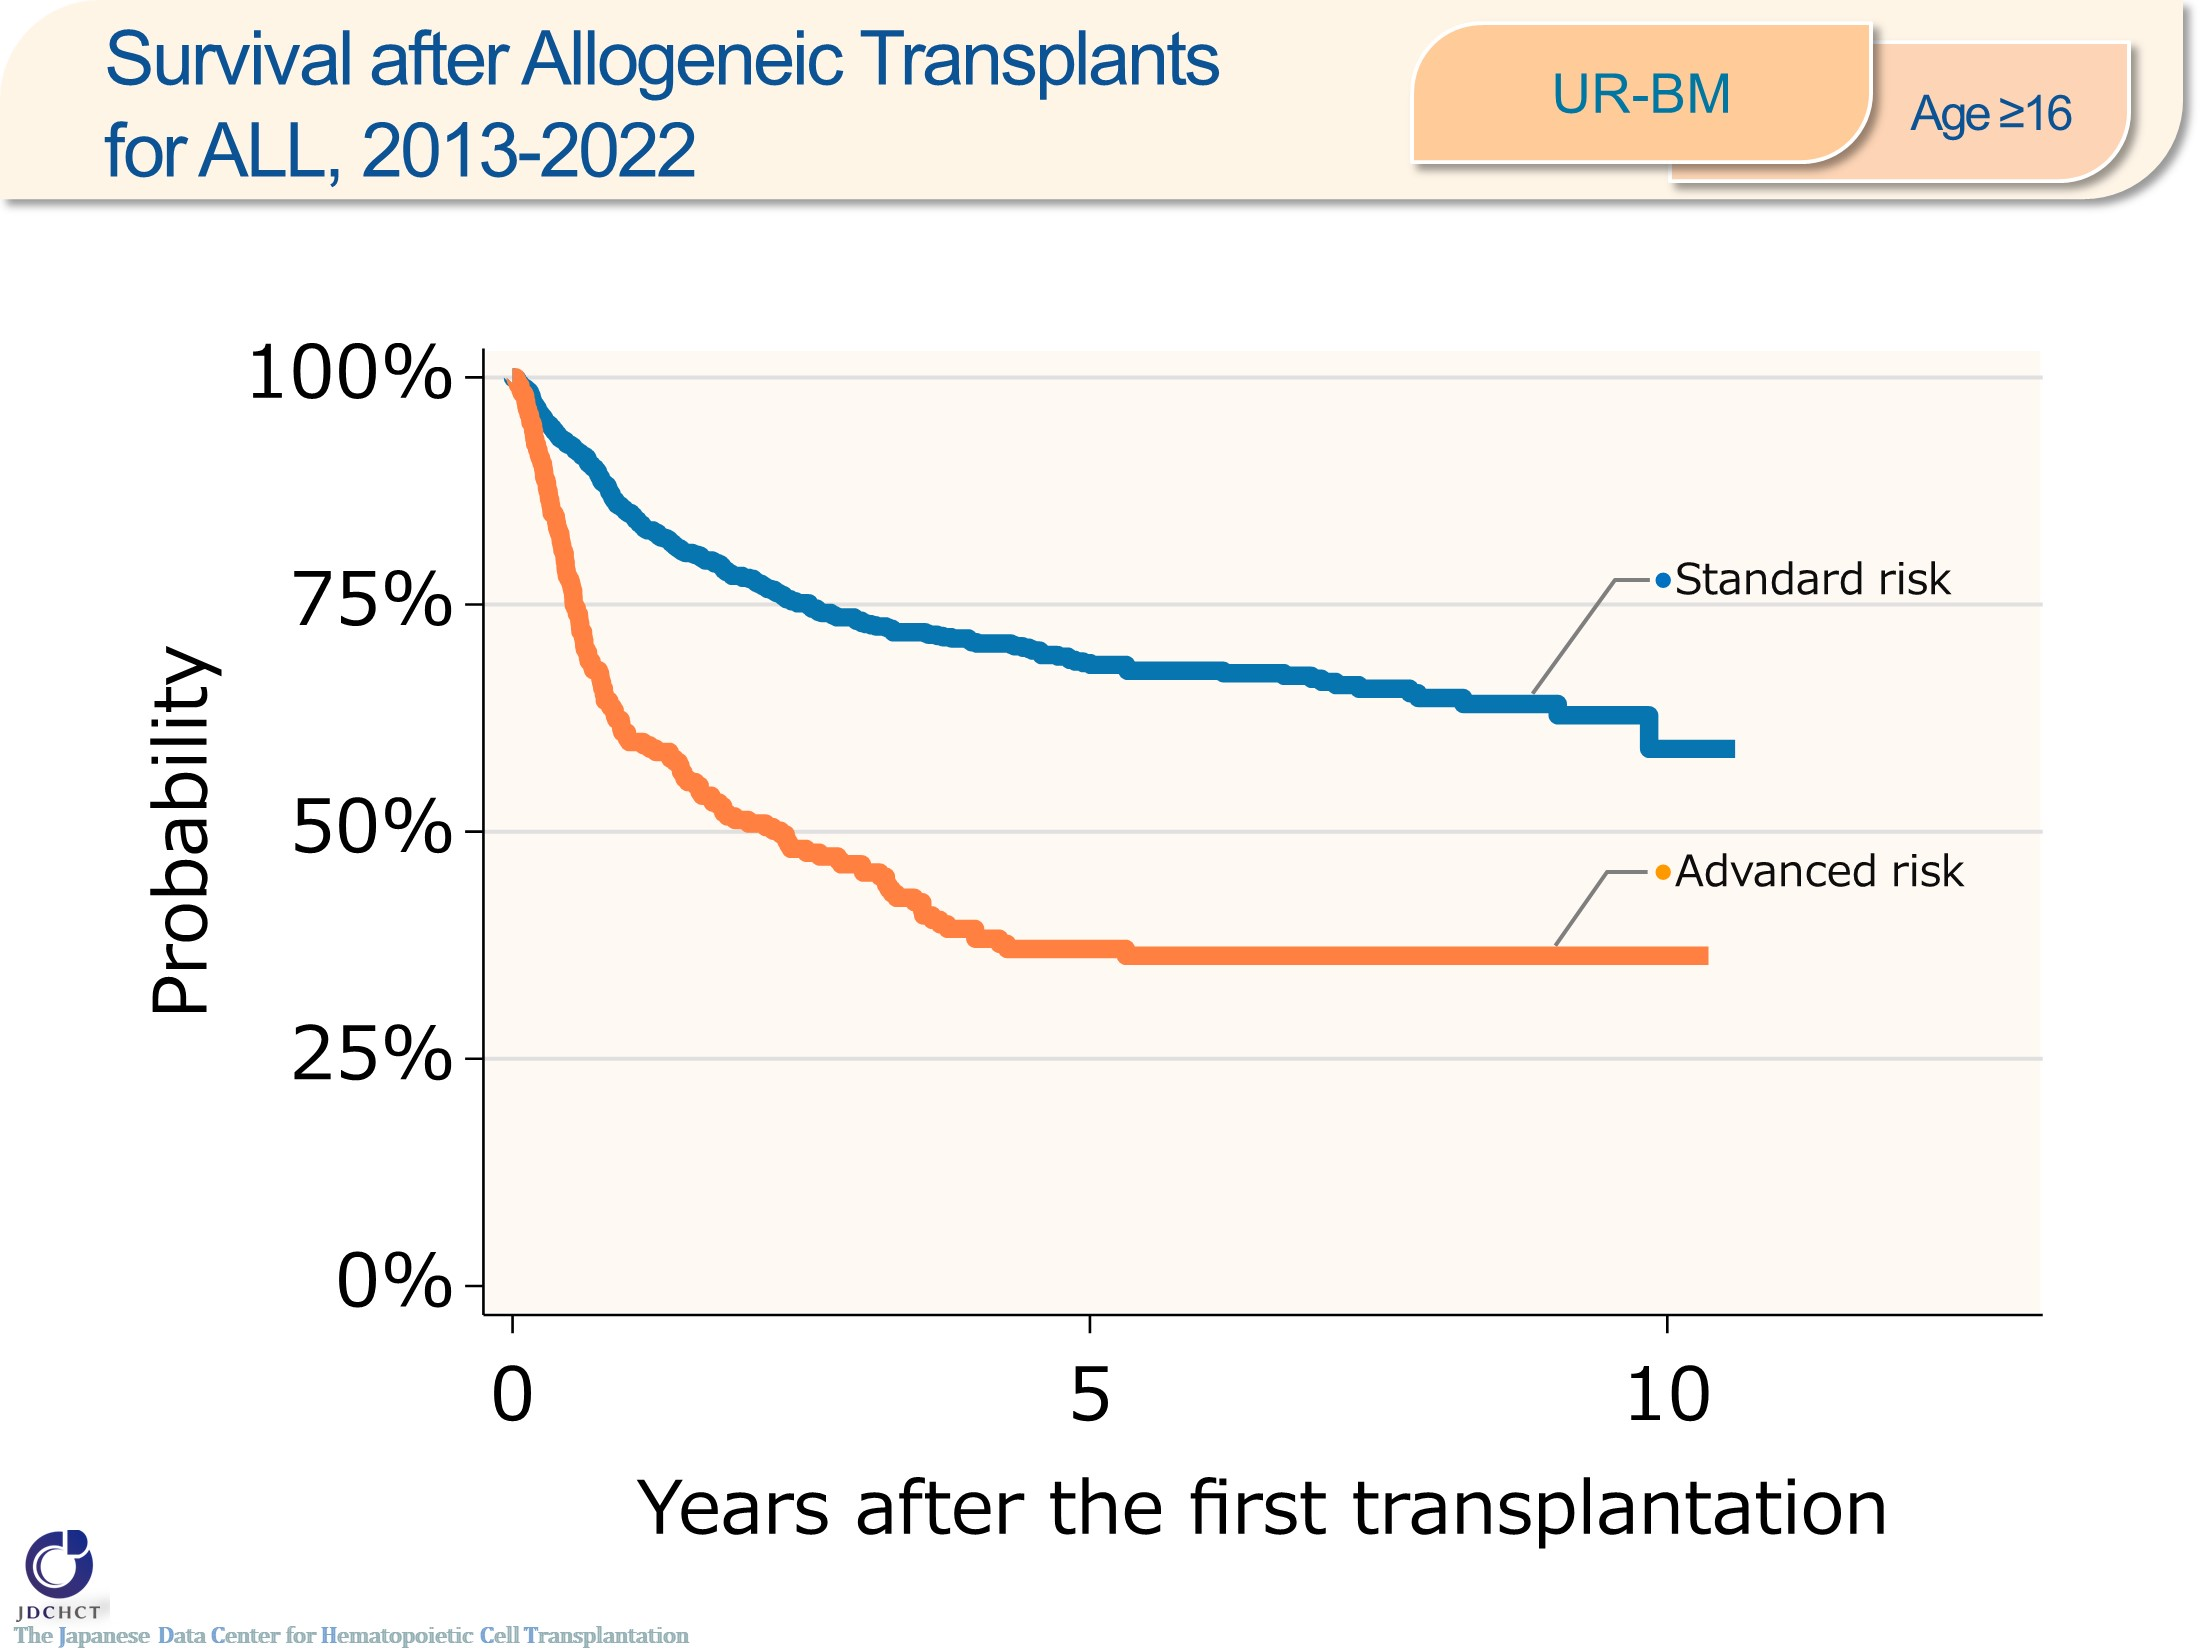 Survival after Allogeneic Transplants
for ALL, 2013-2022
UR-BM
Age ≥16
100%
75%
50%
25%
0%
Probability
Standard risk
Advanced risk
0
5
10
Years after the first transplantation
JDCHCT
The Japanese Data Center for Hematopoietic Cell Transplantation